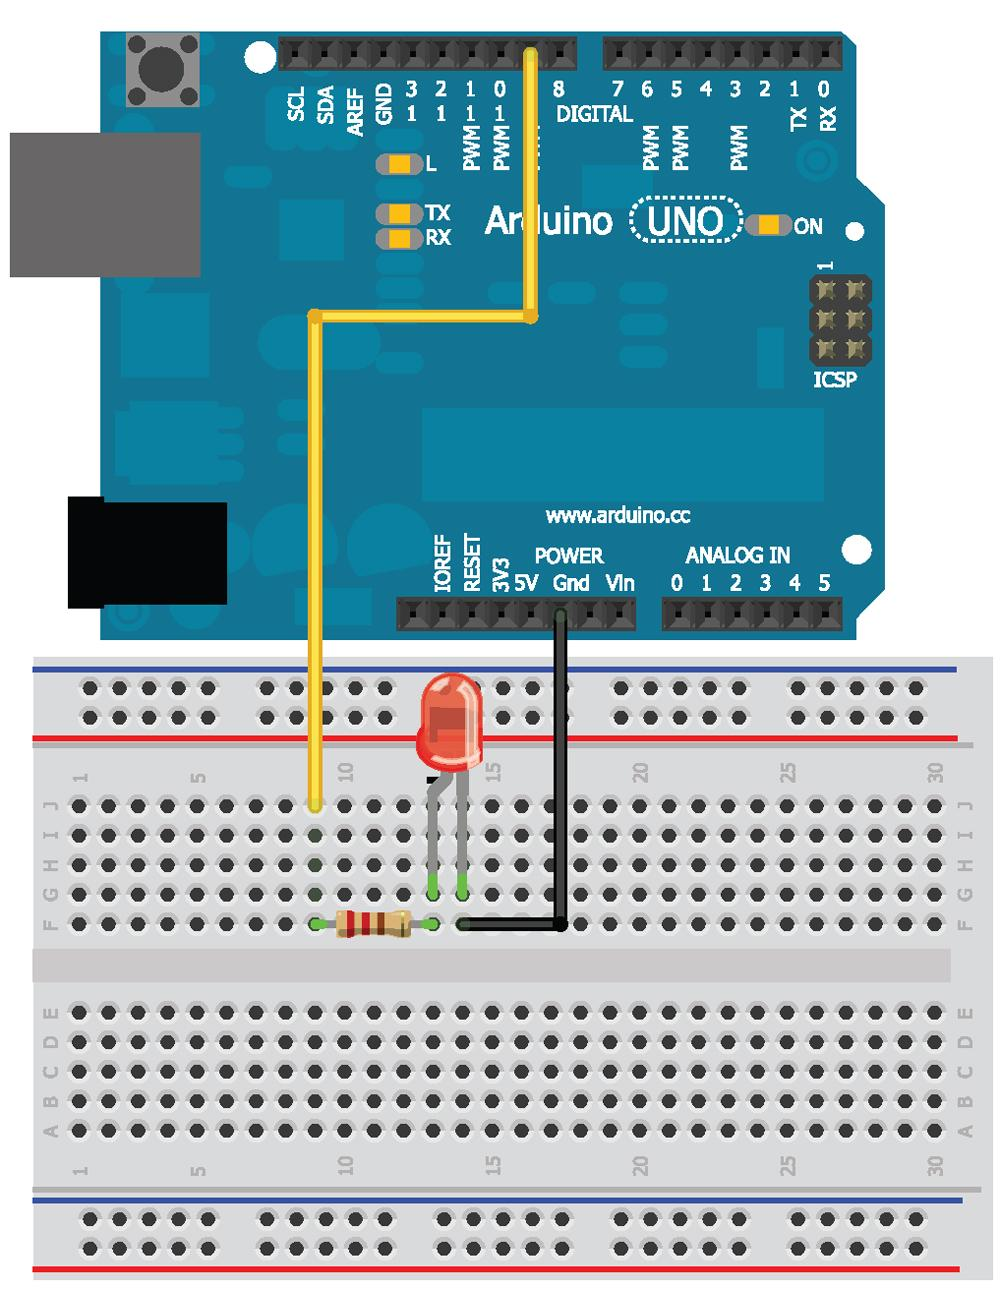 SCL SDA AREF GND 13 12 11 10 8 7 6 5 4 3 2 1 0
PWM PWM DIGITAL PWM PWM PWM TX RX
L
TX
RX
Arduino UNO ON
1
ICSP
www.arduino.cc
IOREF RESET 3V3 5V Gnd Vin
POWER
ANALOG IN
0 1 2 3 4 5
1 5 10 15 20 25 30
J J
I I
H H
G G
F F
E E
D D
C C
B B
A A
1 5 10 15 20 25 30